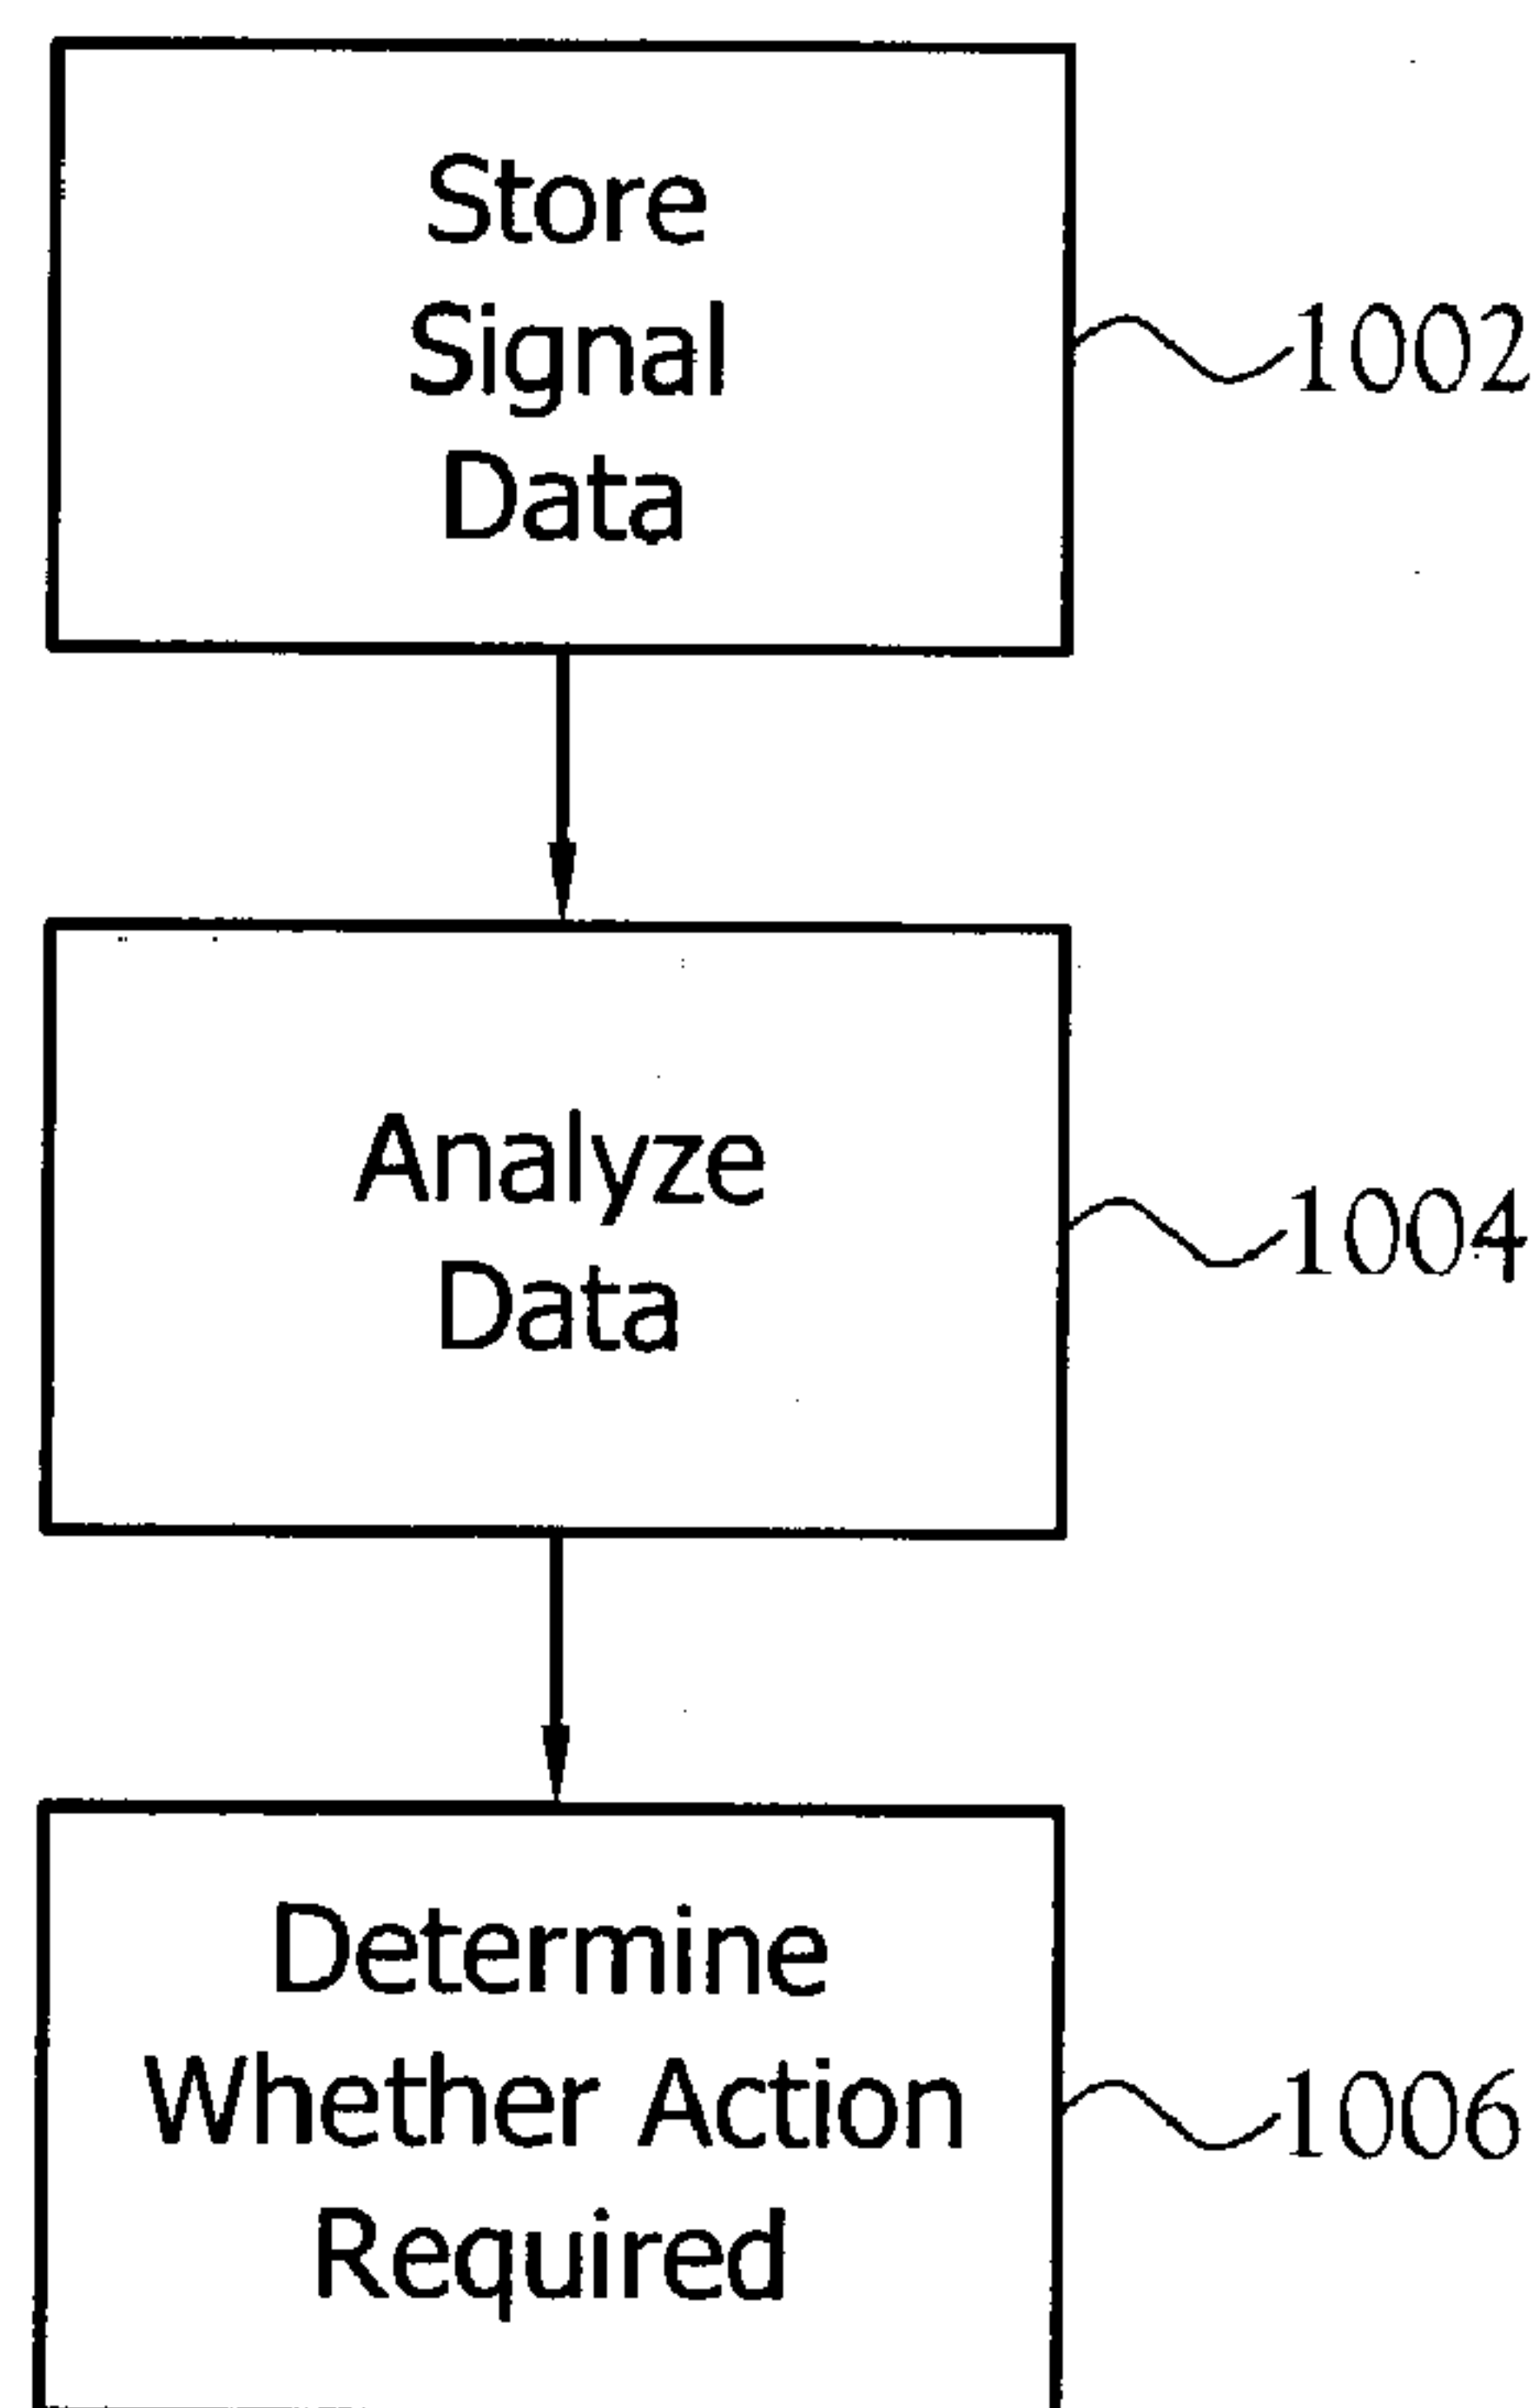 Store
Signal
Data
1002
Analyze
Data
1004
Determine
Whether Action
Required
1006